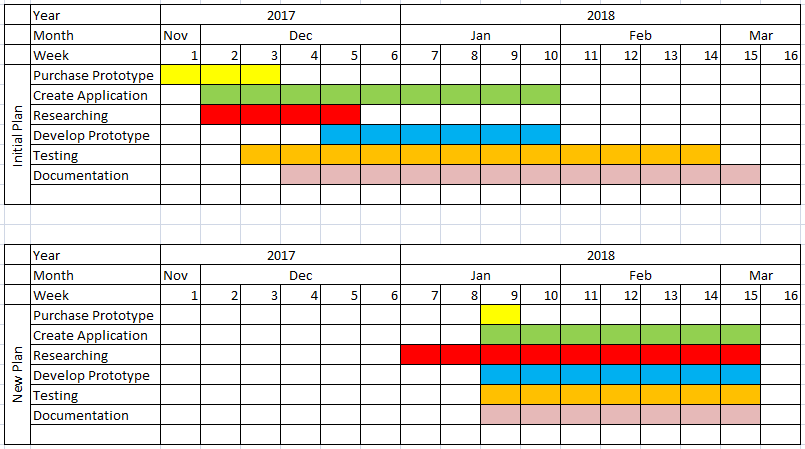 Year 2017 2018
Month Nov Dec Jan Feb Mar
Week 1 2 3 4 5 6 7 8 9 10 11 12 13 14 15 16
Initial Plan
Purchase Prototype
Create Application
Researching
Develop Prototype
Testing
Documentation
Year 2017 2018
Month Nov Dec Jan Feb Mar
Week 1 2 3 4 5 6 7 8 9 10 11 12 13 14 15 16
New Plan
Purchase Prototype
Create Application
Researching
Develop Prototype
Testing
Documentation